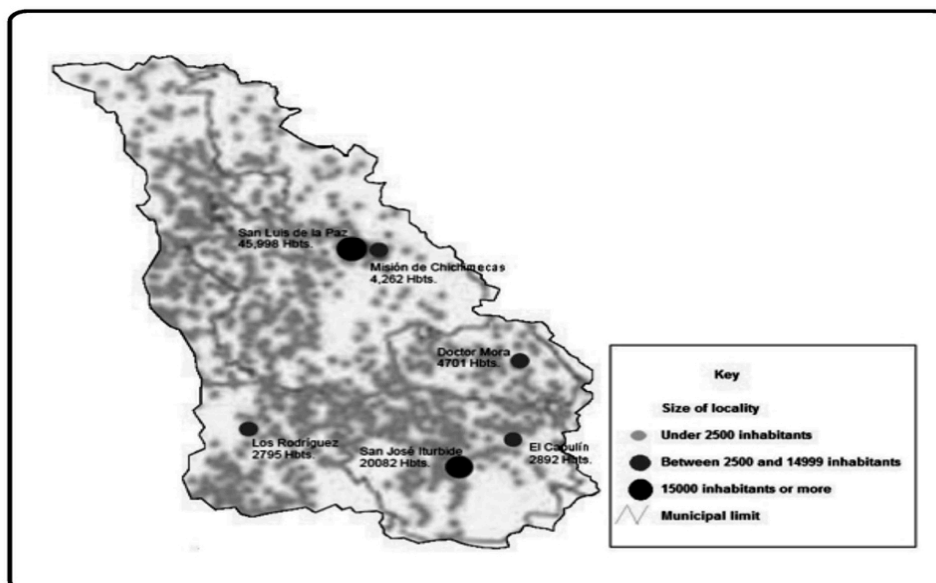 San Luis de la Paz
45,998 Hbts.
Misión de Chichimecas
4,262 Hbts.
Doctor Mora
4701 Hbts.
Los Rodríguez
2795 Hbts.
San José Iturbide
20082 Hbts.
El Capulín
2892 Hbts.
Key
Size of locality
Under 2500 inhabitants
Between 2500 and 14999 inhabitants
15000 inhabitants or more
Municipal limit